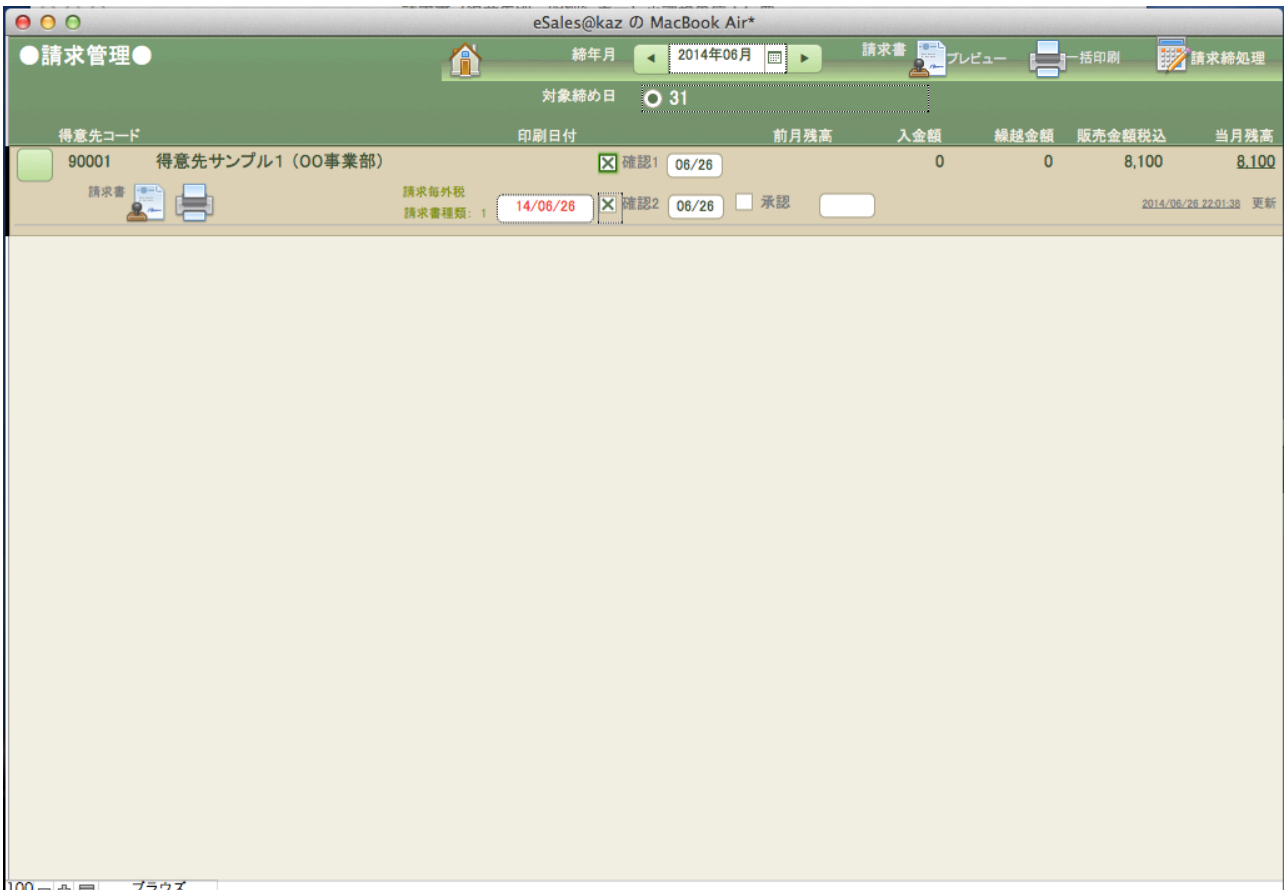 eSales@kaz の MacBook Air*
●請求管理●
締年月 2014年06月
請求書 プレビュー 一括印刷 請求締処理
対象締め日 31
得意先コード 印刷日付 前月残高 入金額 繰越金額 販売金額税込 当月残高
90001 得意先サンプル1（OO事業部） 確認1 06/26 0 0 8,100 8,100
請求書 請求毎外税
請求書種類: 1 14/06/26 確認2 06/26 承認 2014/06/26 22:01:38 更新
100 ブラウズ